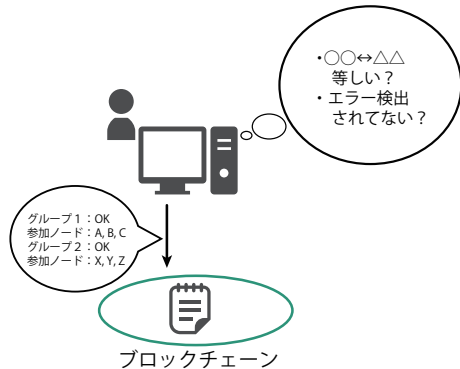 ・○○↔△△
等しい？
・エラー検出
されてない？
グループ１：OK
参加ノード：A, B, C
グループ２：OK
参加ノード：X, Y, Z
ブロックチェーン